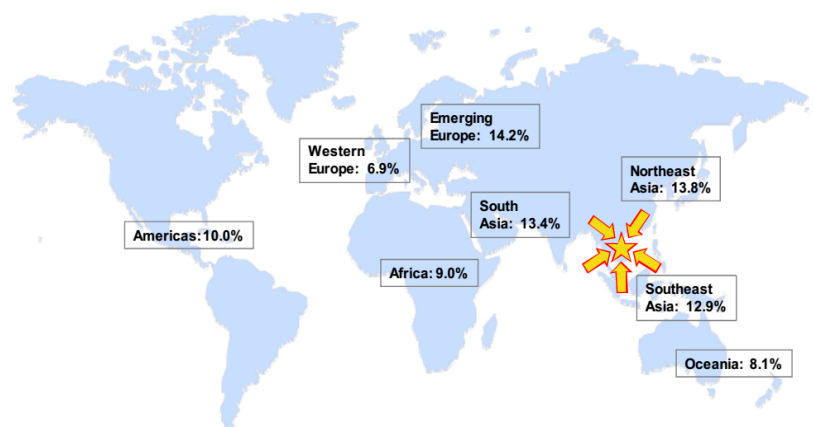 Emerging
Europe: 14.2%
Western
Europe: 6.9%
Northeast
Asia: 13.8%
South
Asia: 13.4%
Americas:10.0%
Africa: 9.0%
Southeast
Asia: 12.9%
Oceania: 8.1%